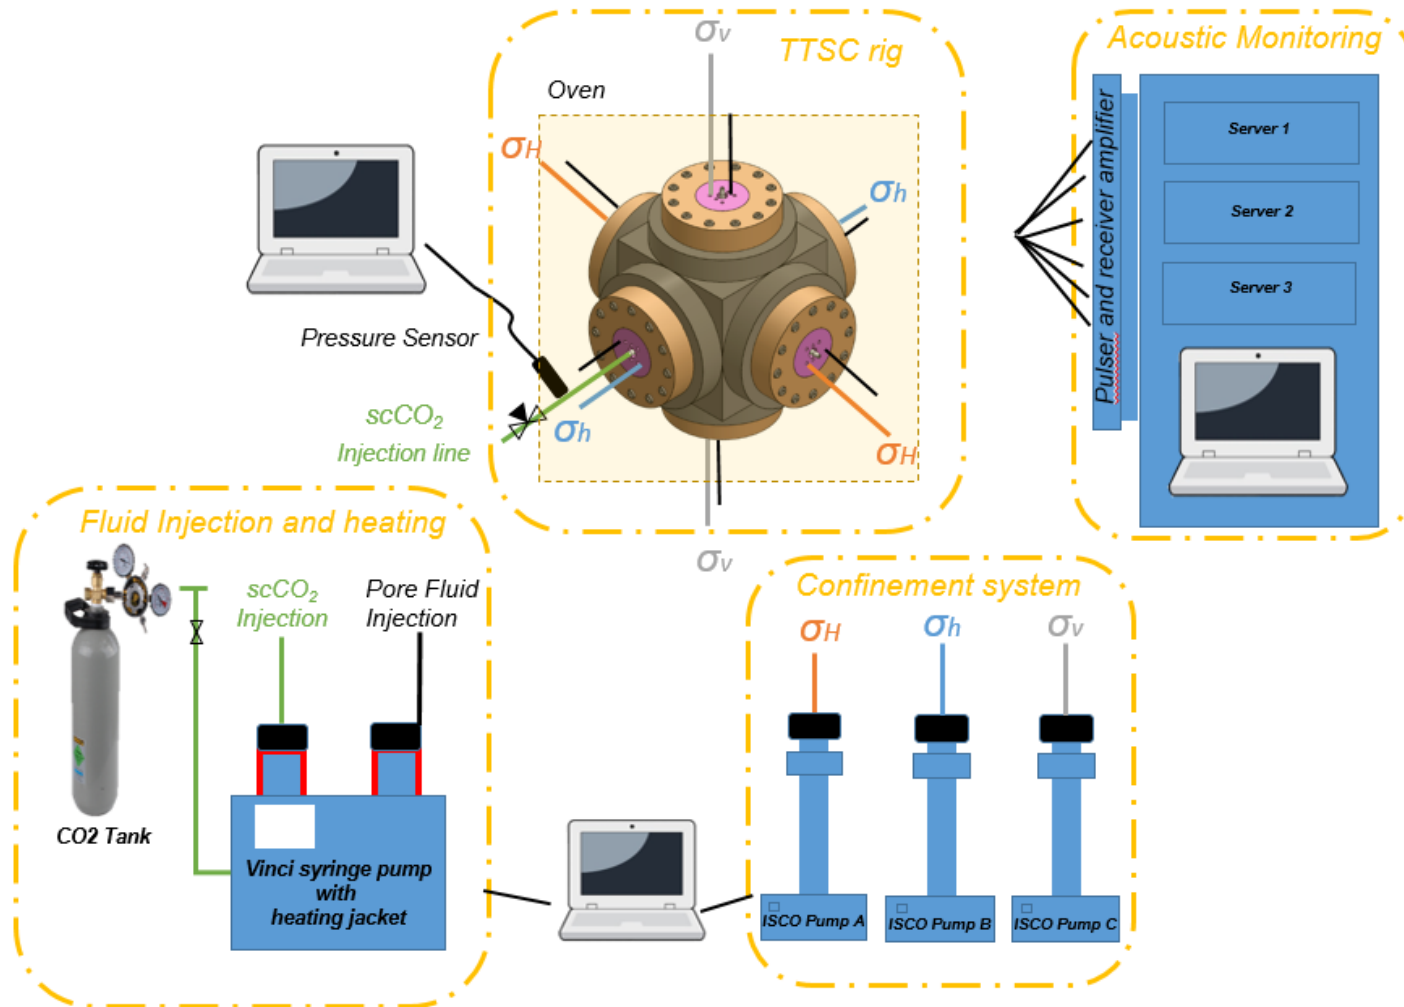 σv
TTSC rig
Acoustic Monitoring
Oven
σH
σh
Pulser and receiver amplifier
Server 1
Server 2
Server 3
Pressure Sensor
scCO₂
Injection line
σh
σH
σv
Fluid Injection and heating
scCO₂
Injection
Pore Fluid
Injection
CO2 Tank
Vinci syringe pump
with
heating jacket
Confinement system
σH
σh
σv
ISCO Pump A
ISCO Pump B
ISCO Pump C